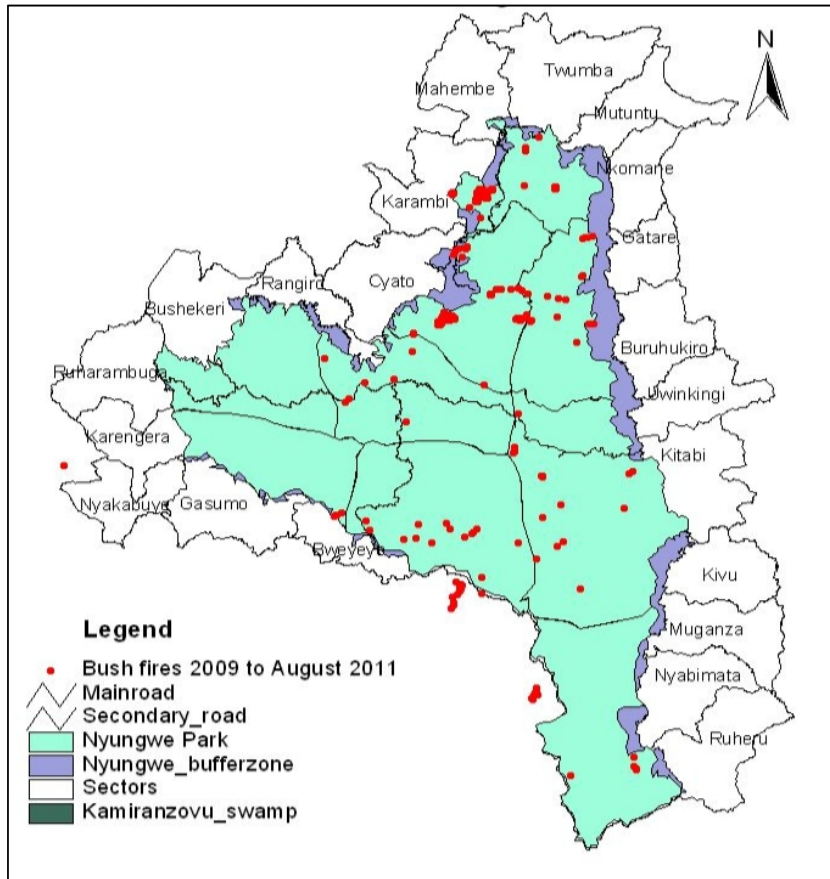 N
Twumba
Mahembe
Mutuntu
Nkomane
Karambi
Gatare
Rangiro
Cyato
Bushekeri
Buruhukiro
Ruharambuga
Uwinkingi
Karengera
Kitabi
Nyakabuye
Gasumo
Bweyeye
Kivu
Muganza
Nyabimata
Ruheru
Legend
Bush fires 2009 to August 2011
Mainroad
Secondary_road
Nyungwe Park
Nyungwe_bufferzone
Sectors
Kamiranzovu_swamp